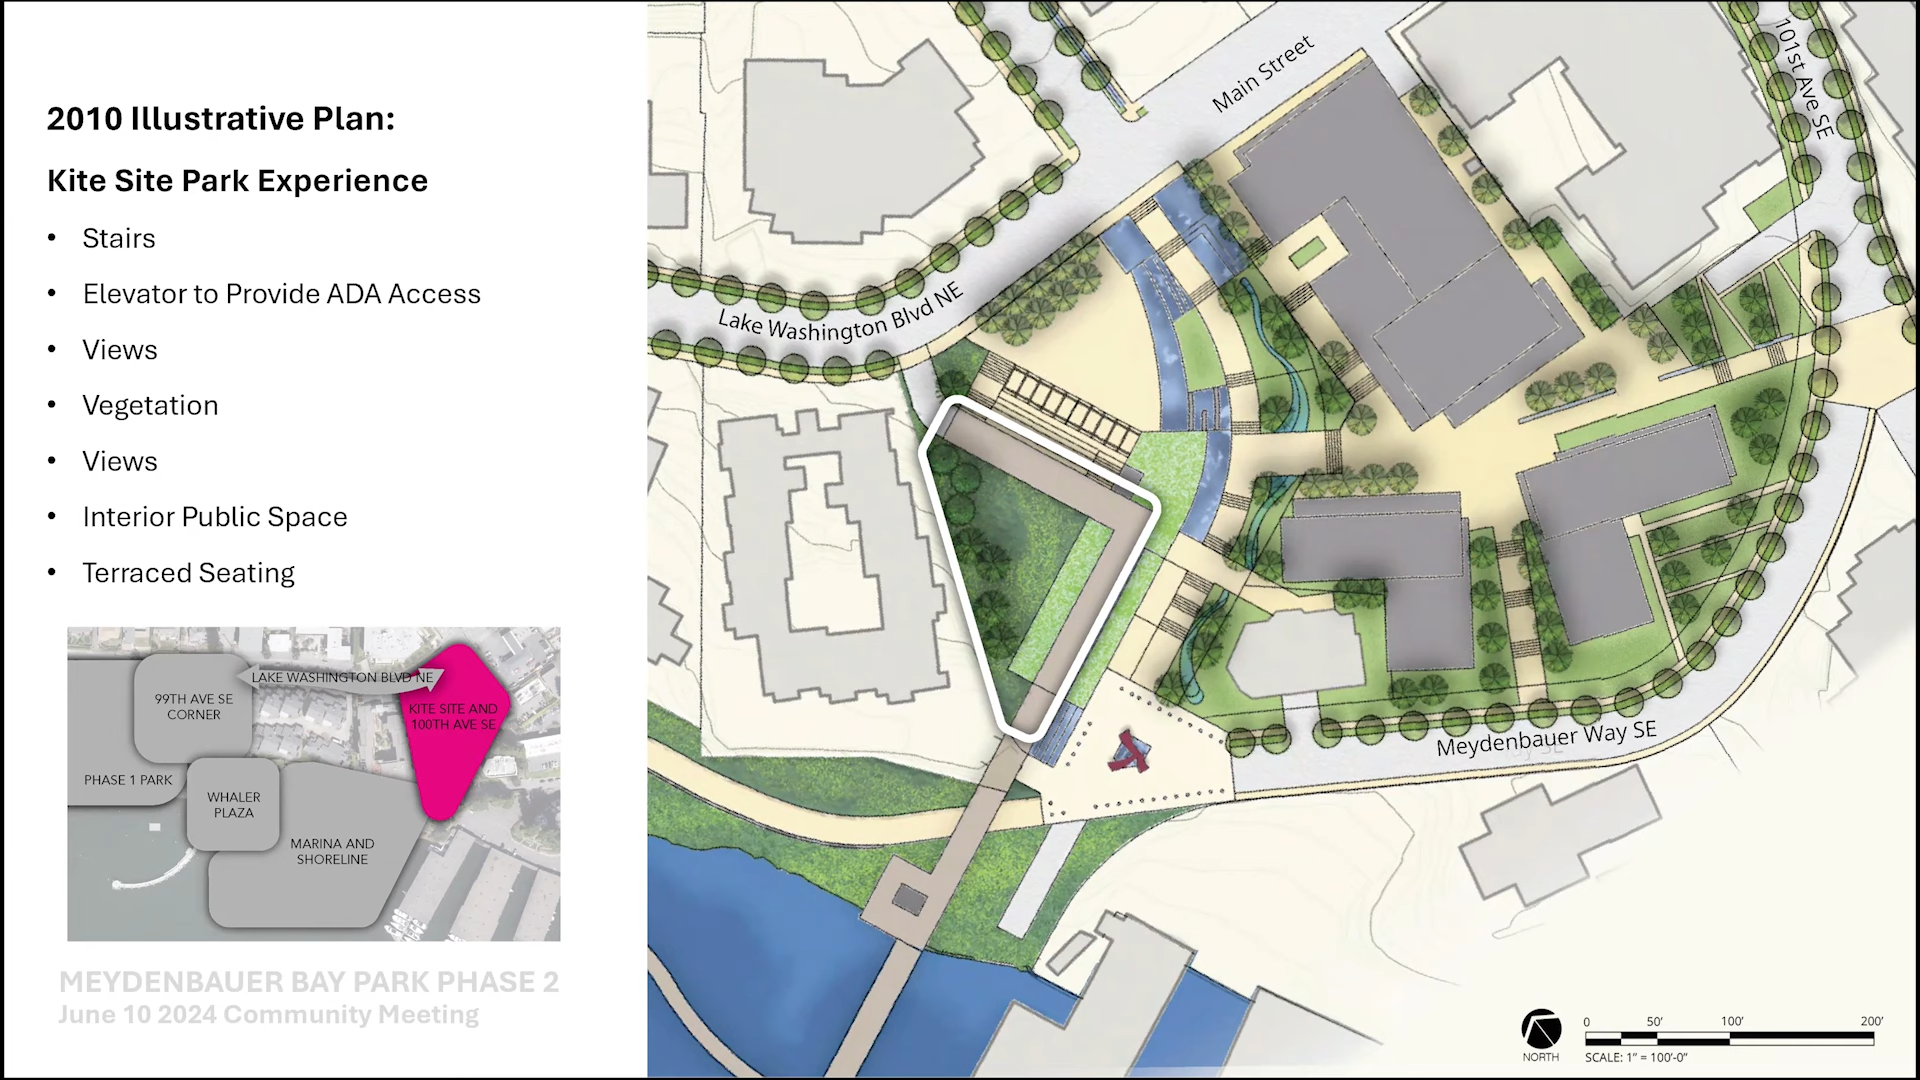 2010 Illustrative Plan:
Kite Site Park Experience
• Stairs
• Elevator to Provide ADA Access
• Views
• Vegetation
• Views
• Interior Public Space
• Terraced Seating
LAKE WASHINGTON BLVD NE
99TH AVE SE
CORNER
KITE SITE AND
100TH AVE SE
PHASE 1 PARK
WHALER
PLAZA
MARINA AND
SHORELINE
MEYDENBAUER BAY PARK PHASE 2
June 10 2024 Community Meeting
Main Street
101st Ave SE
Lake Washington Blvd NE
Meydenbauer Way SE
NORTH
0 50' 100' 200'
SCALE: 1" = 100'-0"